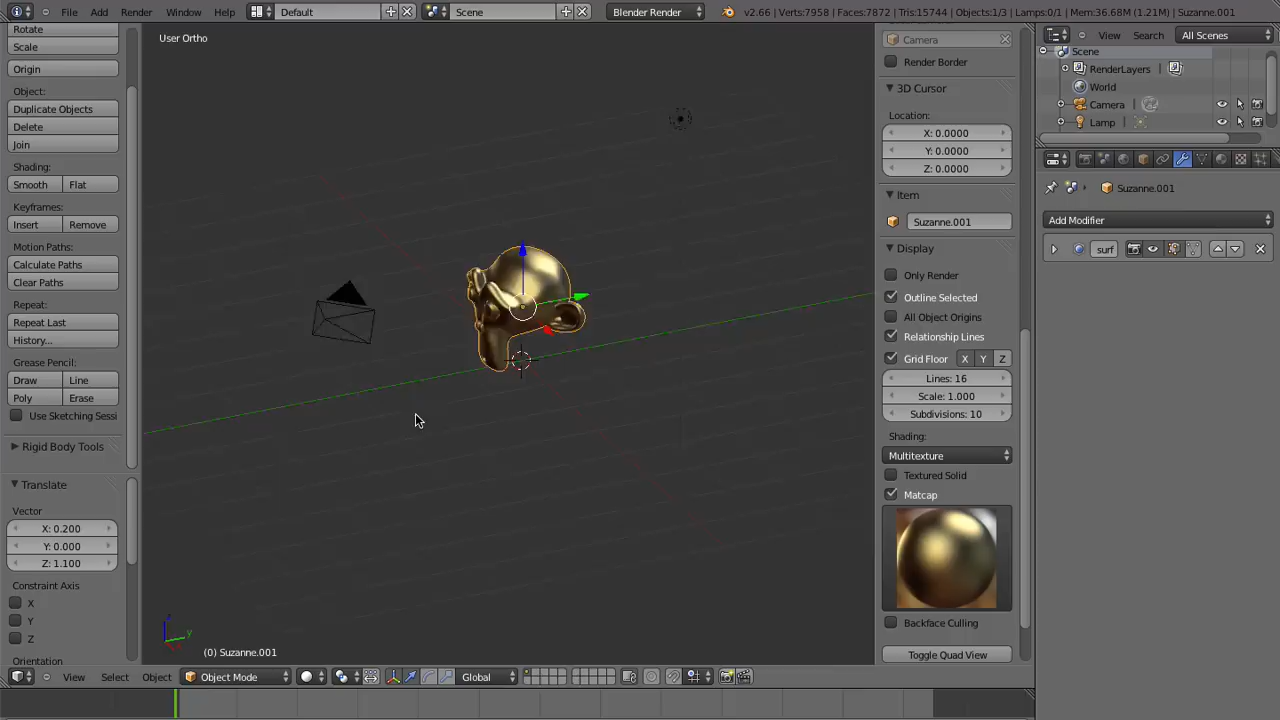 File Add Render Window Help Default Scene Blender Render v2.66 | Verts:7958 | Faces:7872 | Tris:15744 | Objects:1/3 | Lamps:0/1 | Mem:36.68M (1.21M) | Suzanne.001
Rotate
Scale
Origin
Object:
Duplicate Objects
Delete
Join
Shading:
Smooth Flat
Keyframes:
Insert Remove
Motion Paths:
Calculate Paths
Clear Paths
Repeat:
Repeat Last
History...
Grease Pencil:
Draw Line
Poly Erase
Use Sketching Sessi
Rigid Body Tools
Translate
Vector
X: 0.200
Y: 0.000
Z: 1.100
Constraint Axis
X
Y
Z
Orientation
User Ortho
z
y
(0) Suzanne.001
View Select Object Object Mode Global
Camera
Render Border
3D Cursor
Location:
X: 0.0000
Y: 0.0000
Z: 0.0000
Item
Suzanne.001
Display
Only Render
Outline Selected
All Object Origins
Relationship Lines
Grid Floor X Y Z
Lines: 16
Scale: 1.000
Subdivisions: 10
Shading:
Multitexture
Textured Solid
Matcap
Backface Culling
Toggle Quad View
View Search All Scenes
Scene
RenderLayers |
World
Camera |
Lamp |
Suzanne.001
Add Modifier
surf